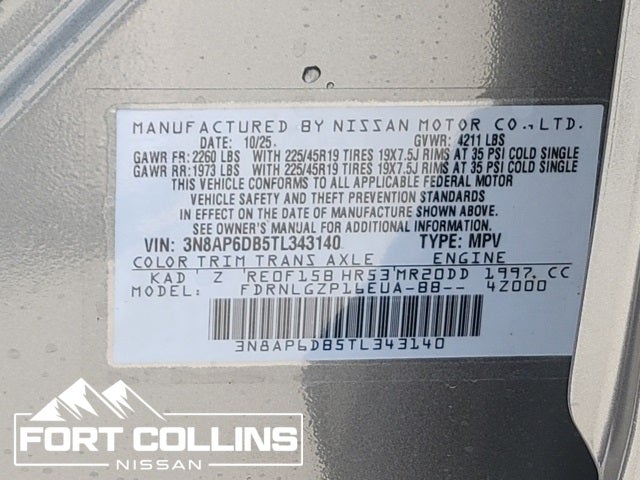 MANUFACTURED BY NISSAN MOTOR CO., LTD.
DATE: 10/25. GVWR: 4211 LBS
GAWR FR: 2260 LBS WITH 225/45R19 TIRES 19X7.5J RIMS AT 35 PSI COLD SINGLE
GAWR RR: 1973 LBS WITH 225/45R19 TIRES 19X7.5J RIMS AT 35 PSI COLD SINGLE
THIS VEHICLE CONFORMS TO ALL APPLICABLE FEDERAL MOTOR
VEHICLE SAFETY AND THEFT PREVENTION STANDARDS
IN EFFECT ON THE DATE OF MANUFACTURE SHOWN ABOVE.
SEE OWNER'S MANUAL FOR ADDITIONAL INFORMATION.
VIN: 3N8AP6DB5TL343140 TYPE: MPV
COLOR TRIM TRANS AXLE ENGINE
KAD ' Z 'RE0F15B HR53'MR20DD 1997. CC
MODEL: FDRNLGZP16EUA-88-- 4Z000
3N8AP6DB5TL343140
FORT COLLINS
NISSAN